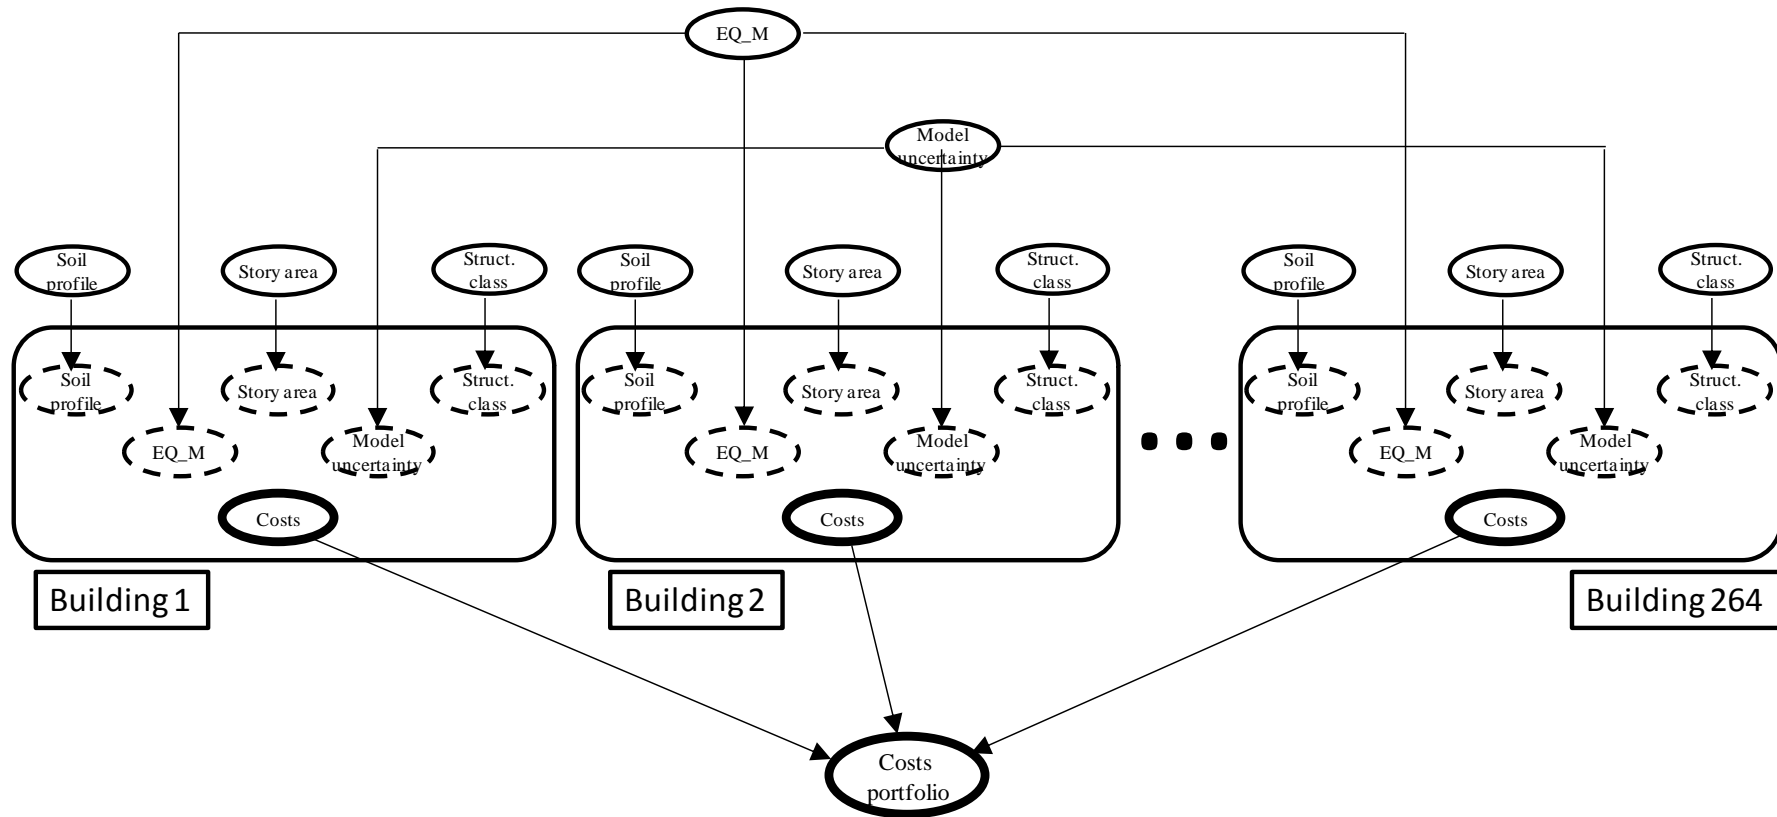 EQ_M
Model
uncertainty
Soil
profile
Story area
Struct.
class
Soil
profile
Story area
Struct.
class
Soil
profile
Story area
Struct.
class
Soil
profile
Story area
Struct.
class
EQ_M
Model
uncertainty
Costs
Soil
profile
Story area
Struct.
class
EQ_M
Model
uncertainty
Costs
Soil
profile
Story area
Struct.
class
EQ_M
Model
uncertainty
Costs
Building 1
Building 2
Building 264
Costs
portfolio